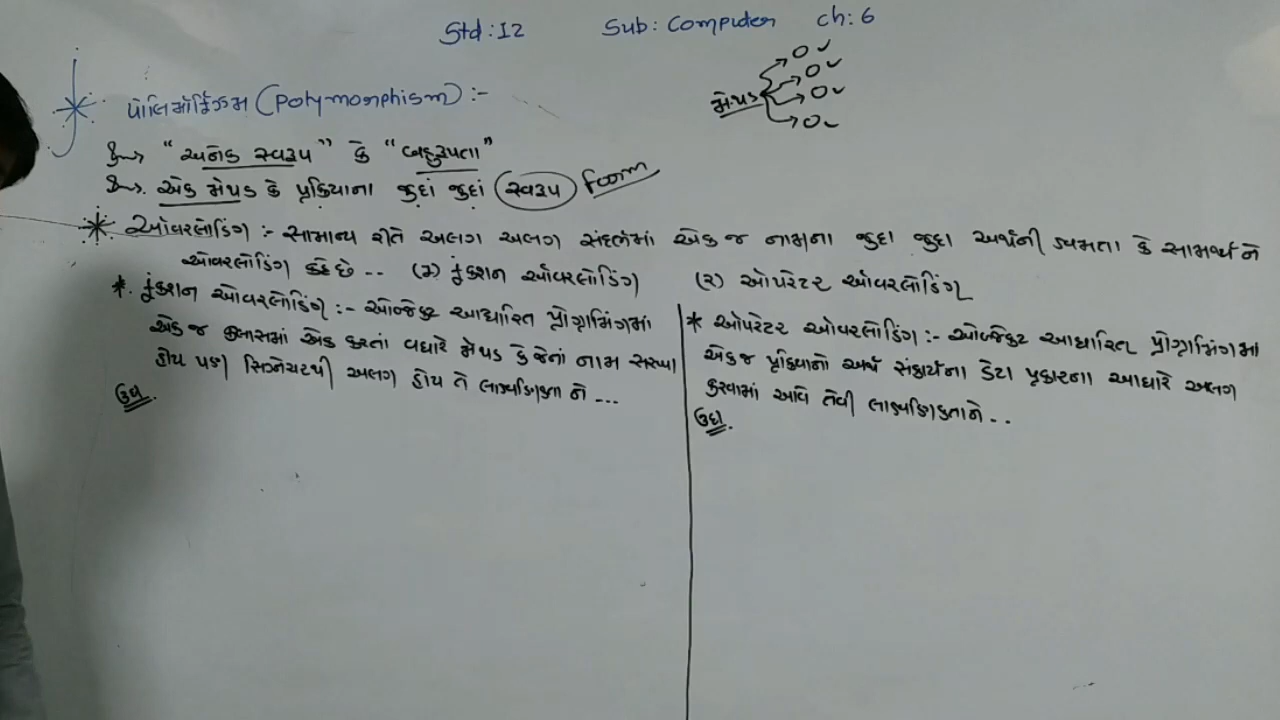 Std : 12 Sub : Computer Ch : 6
પોલિમોર્ફિઝમ (Polymorphism) :-
મેથડ
"અનેક સ્વરૂપ" કે "બહુરૂપતા"
એક મેથડ કે પ્રક્રિયાના જુદાં જુદાં સ્વરૂપ Form
* ઓવરલોડિંગ :- સામાન્ય રીતે અલગ અલગ સંદર્ભમાં એક જ નામના જુદા જુદા અર્થની ક્ષમતા કે સામર્થ્ય ને
ઓવરલોડિંગ કહે છે .. (૧) ફંક્શન ઓવરલોડિંગ (૨) ઓપરેટર ઓવરલોડિંગ
* ફંક્શન ઓવરલોડિંગ :- ઓબ્જેક્ટ આધારિત પ્રોગ્રામિંગમાં
એક જ ક્લાસમાં એક કરતાં વધારે મેથડ કે જેનાં નામ સરખા
હોય પણ સિગ્નેચરથી અલગ હોય તે લાક્ષણિકતા ને ...
ઉદા.
* ઓપરેટર ઓવરલોડિંગ :- ઓબ્જેક્ટ આધારિત પ્રોગ્રામિંગમાં
એક જ પ્રક્રિયાનો અર્થ સંકાર્યના ડેટા પ્રકારના આધારે અલગ
કરવામાં આવે તેવી લાક્ષણિકતાને ..
ઉદા.